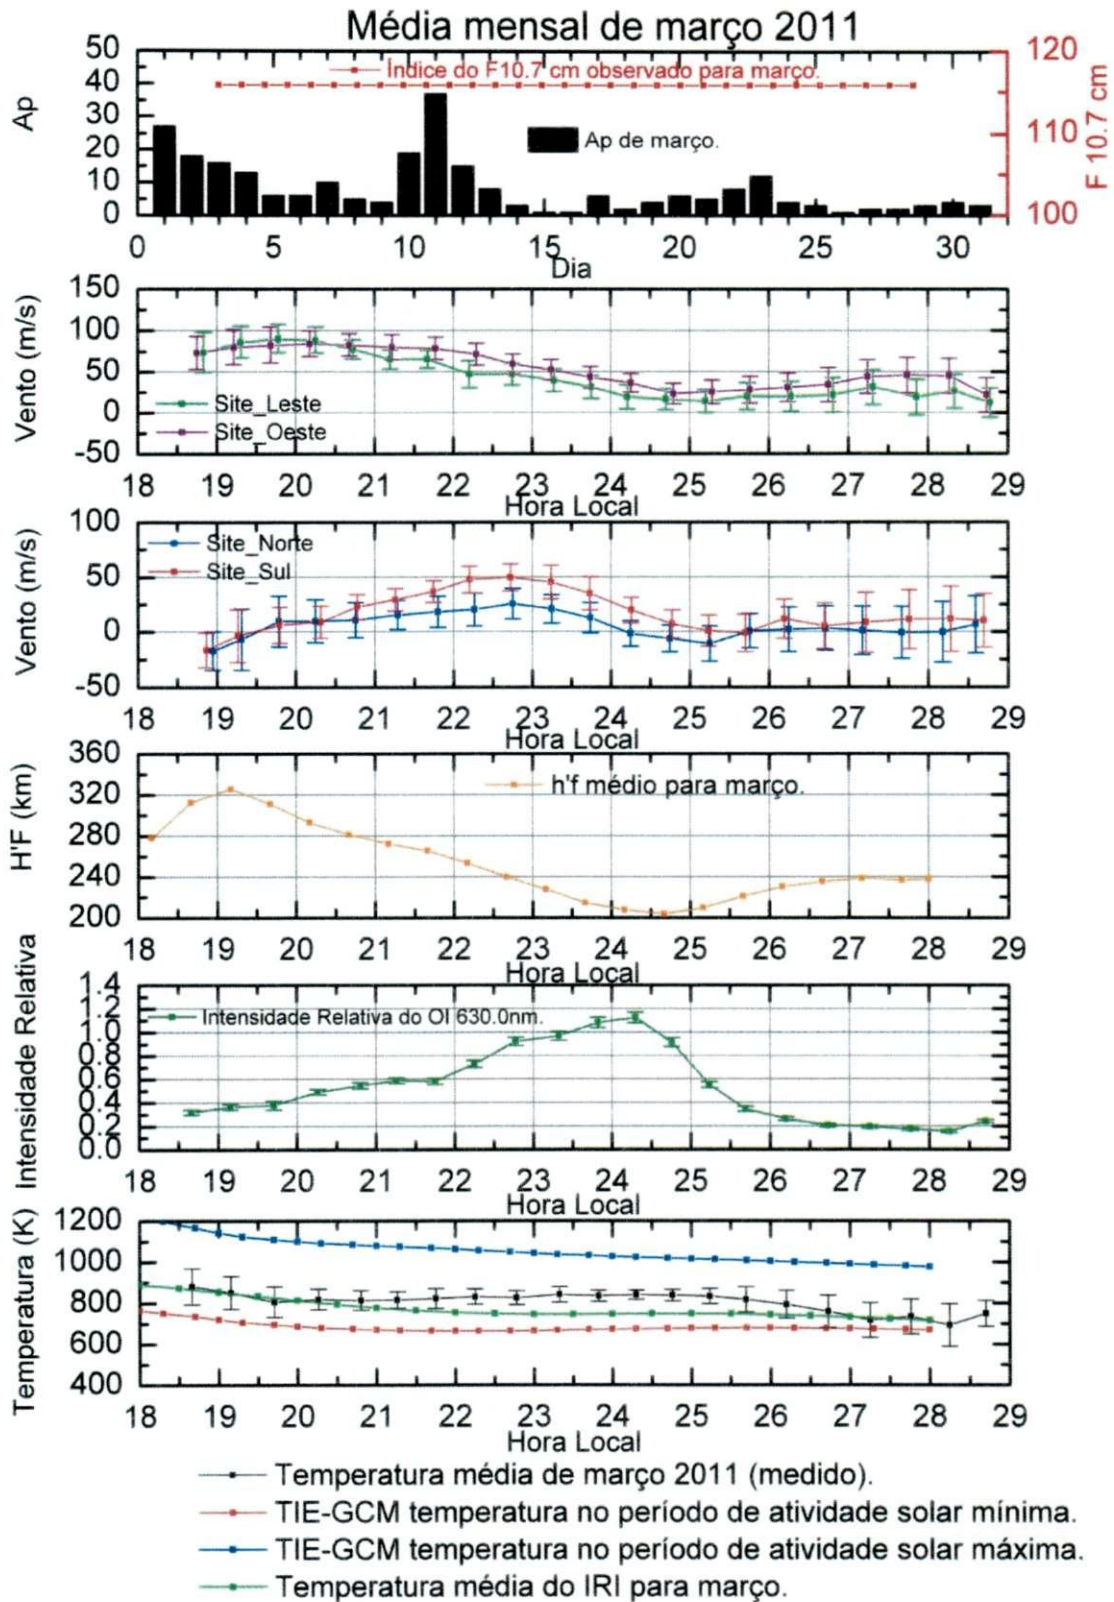 Média mensal de março 2011
50 40 30 20 10 0
Ap
Índice do F10.7 cm observado para março.
Ap de março.
120 110 100
F 10.7 cm
0 5 10 15 20 25 30
Dia
150 100 50 0 -50
Vento (m/s)
Site_Leste
Site_Oeste
18 19 20 21 22 23 24 25 26 27 28 29
Hora Local
100 50 0 -50
Vento (m/s)
Site_Norte
Site_Sul
18 19 20 21 22 23 24 25 26 27 28 29
Hora Local
360 320 280 240 200
H'F (km)
h'f médio para março.
18 19 20 21 22 23 24 25 26 27 28 29
Hora Local
1.4 1.2 1.0 0.8 0.6 0.4 0.2 0.0
Intensidade Relativa
Intensidade Relativa do OI 630.0nm.
18 19 20 21 22 23 24 25 26 27 28 29
Hora Local
1200 1000 800 600 400
Temperatura (K)
18 19 20 21 22 23 24 25 26 27 28 29
Hora Local
Temperatura média de março 2011 (medido).
TIE-GCM temperatura no período de atividade solar mínima.
TIE-GCM temperatura no período de atividade solar máxima.
Temperatura média do IRI para março.